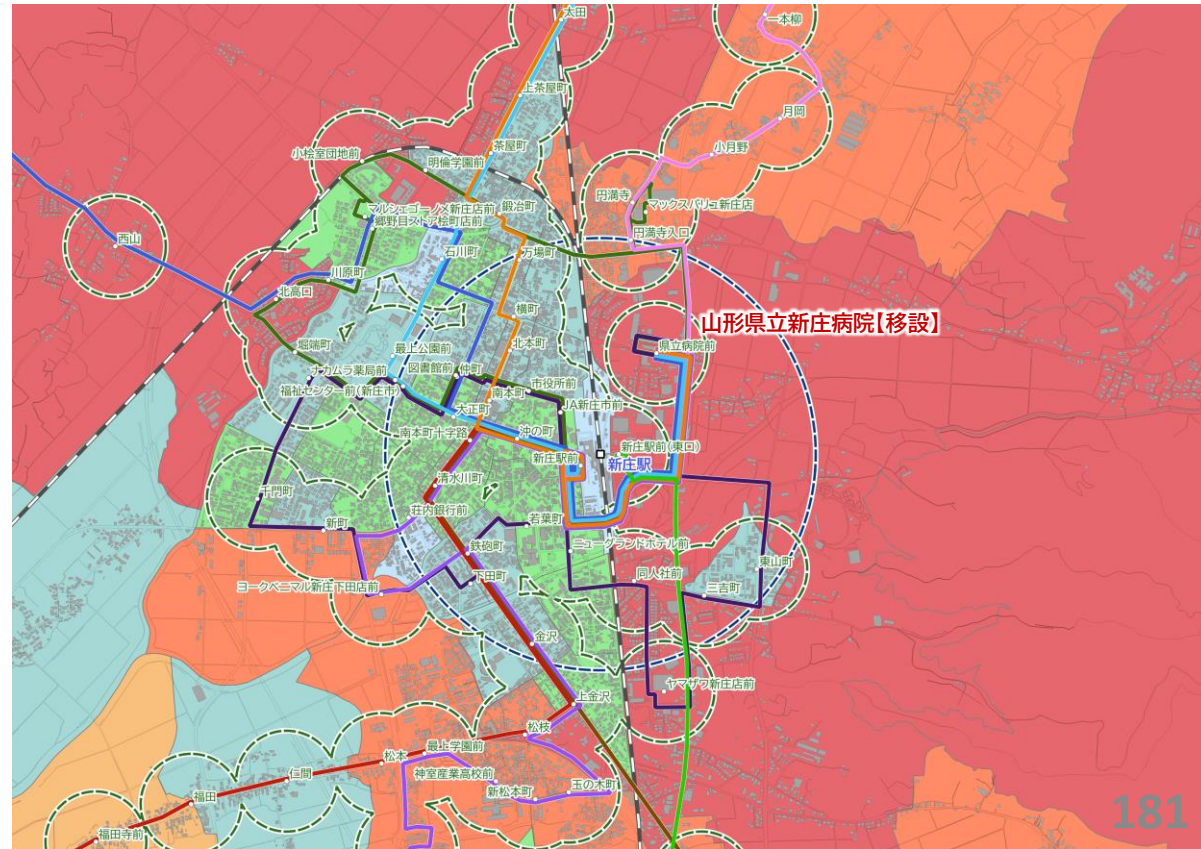 太田
一本柳
上茶屋町
月岡
茶屋町
小月野
小桧室団地前
明倫学園前
円満寺
マックスバリュ新庄店
マルシェゴーノメ新庄店前
鍛冶町
郷野目ストア桧町店前
円満寺入口
西山
石川町
万場町
川原町
北高口
横町
山形県立新庄病院【移設】
堀端町
最上公園前
北本町
県立病院前
ナカムラ薬局前
図書館前
仲町
福祉センター前(新庄市)
南本町
市役所前
大正町
JA新庄市前
南本町十字路
沖の町
新庄駅前(東口)
新庄駅前
新庄駅
清水川町
千門町
荘内銀行前
新町
若葉町
鉄砲町
ニューグランドホテル前
東山町
下田町
同人社前
三吉町
ヨークベニマル新庄下田店前
金沢
ヤマザワ新庄店前
上金沢
松枝
最上学園前
松本
仁間
神室産業高校前
玉の木町
新松本町
福田
福田寺前
181